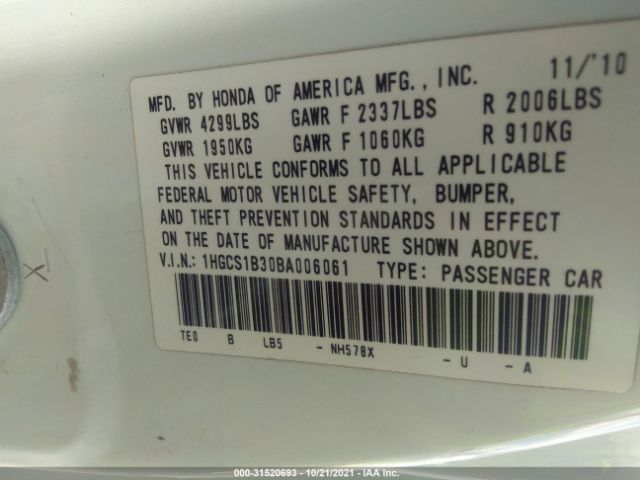 MFD. BY HONDA OF AMERICA MFG., INC. 11/'10
GVWR 4299LBS GAWR F 2337LBS R 2006LBS
GVWR 1950KG GAWR F 1060KG R 910KG
THIS VEHICLE CONFORMS TO ALL APPLICABLE
FEDERAL MOTOR VEHICLE SAFETY, BUMPER,
AND THEFT PREVENTION STANDARDS IN EFFECT
ON THE DATE OF MANUFACTURE SHOWN ABOVE.
V.I.N.: 1HGCS1B30BA006061 TYPE: PASSENGER CAR
TE0 B LB5 - NH578X - U - A
000-31520693 - 10/21/2021 - IAA Inc.